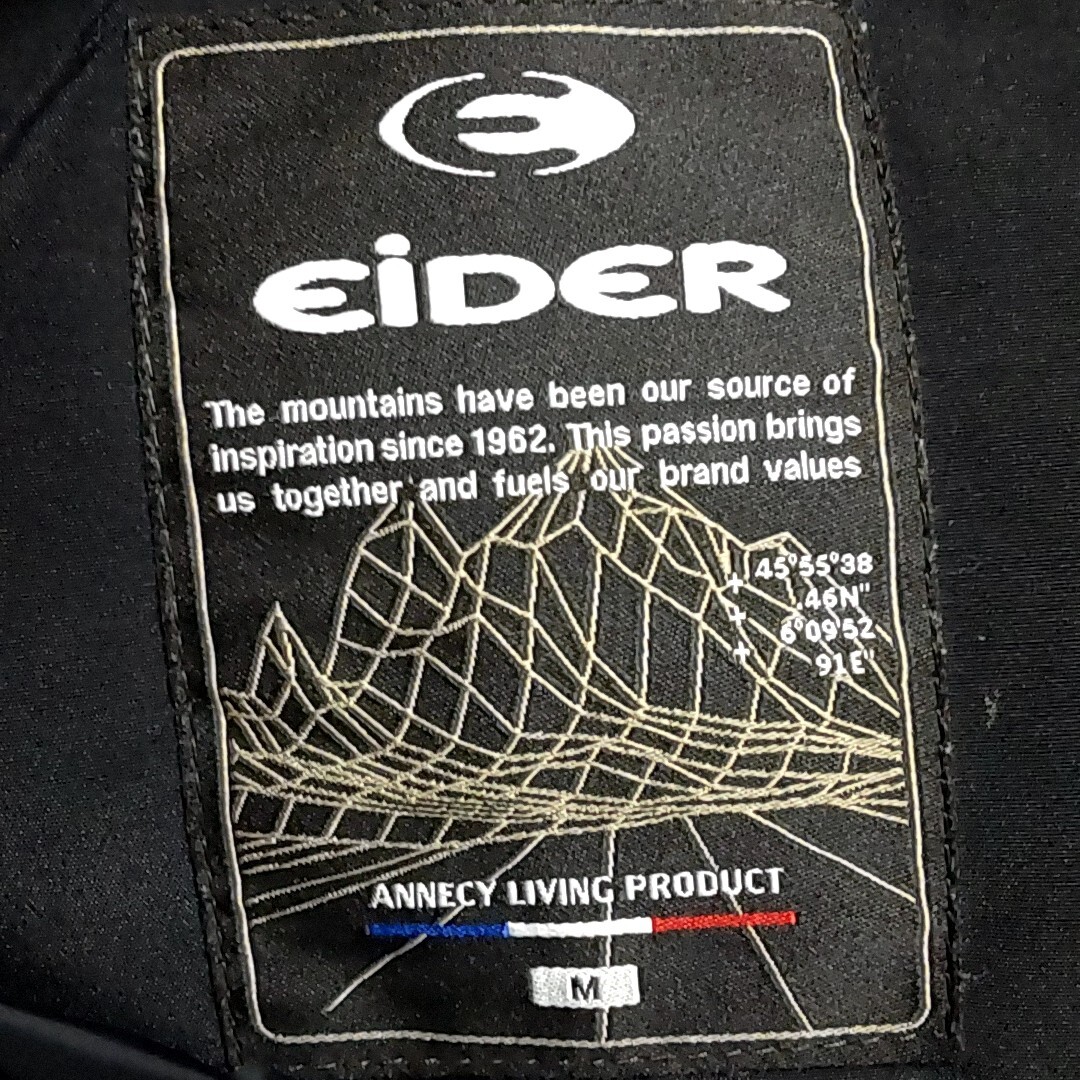 EiDER
The mountains have been our source of
inspiration since 1962. This passion brings
us together and fuels our brand values
45°55°38
.46N"
6°09'52
91E"
ANNECY LIVING PRODUCT
M